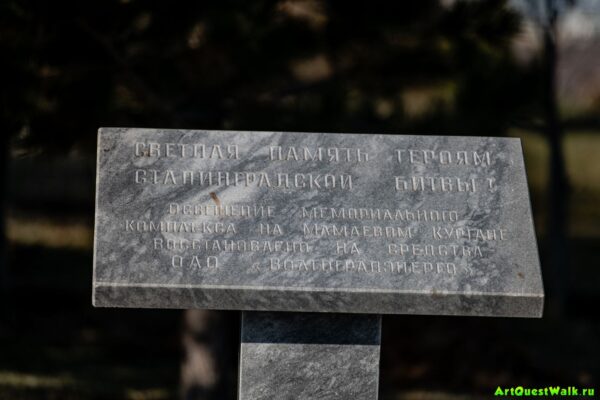 СВЕТЛАЯ ПАМЯТЬ ГЕРОЯМ
СТАЛИНГРАДСКОЙ БИТВЫ!
ОСВЕЩЕНИЕ МЕМОРИАЛЬНОГО
КОМПЛЕКСА НА МАМАЕВОМ КУРГАНЕ
ВОССТАНОВЛЕНО НА СРЕДСТВА
ОАО «ВОЛГОГРАДЭНЕРГО»
ArtQuestWalk.ru